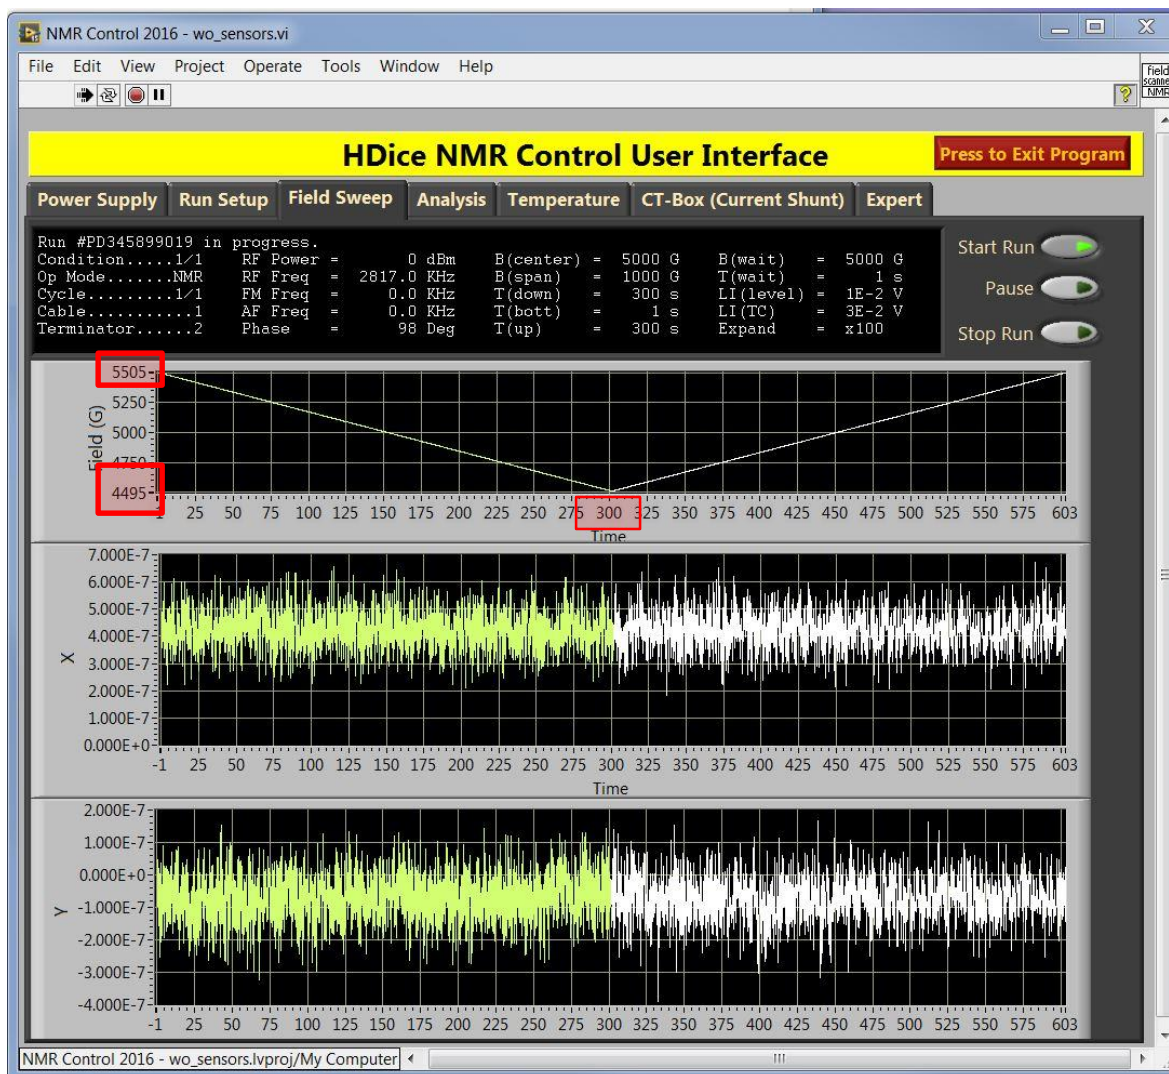 NMR Control 2016 - wo_sensors.vi
File Edit View Project Operate Tools Window Help
field
scanne
NMR
HDice NMR Control User Interface
Press to Exit Program
Power Supply Run Setup Field Sweep Analysis Temperature CT-Box (Current Shunt) Expert
Run #PD345899019 in progress.
Condition.....1/1 RF Power = 0 dBm B(center) = 5000 G B(wait) = 5000 G
Op Mode.......NMR RF Freq = 2817.0 KHz B(span) = 1000 G T(wait) = 1 s
Cycle.........1/1 FM Freq = 0.0 KHz T(down) = 300 s LI(level) = 1E-2 V
Cable...........1 AF Freq = 0.0 KHz T(bott) = 1 s LI(TC) = 3E-2 V
Terminator......2 Phase = 98 Deg T(up) = 300 s Expand = x100
Start Run
Pause
Stop Run
5505
5250
5000
4750
4495
Field (G)
-1 25 50 75 100 125 150 175 200 225 250 275 300 325 350 375 400 425 450 475 500 525 550 575 603
Time
7.000E-7
6.000E-7
5.000E-7
4.000E-7
3.000E-7
2.000E-7
1.000E-7
0.000E+0
X
-1 25 50 75 100 125 150 175 200 225 250 275 300 325 350 375 400 425 450 475 500 525 550 575 603
Time
2.000E-7
1.000E-7
0.000E+0
-1.000E-7
-2.000E-7
-3.000E-7
-4.000E-7
Y
-1 25 50 75 100 125 150 175 200 225 250 275 300 325 350 375 400 425 450 475 500 525 550 575 603
NMR Control 2016 - wo_sensors.lvproj/My Computer